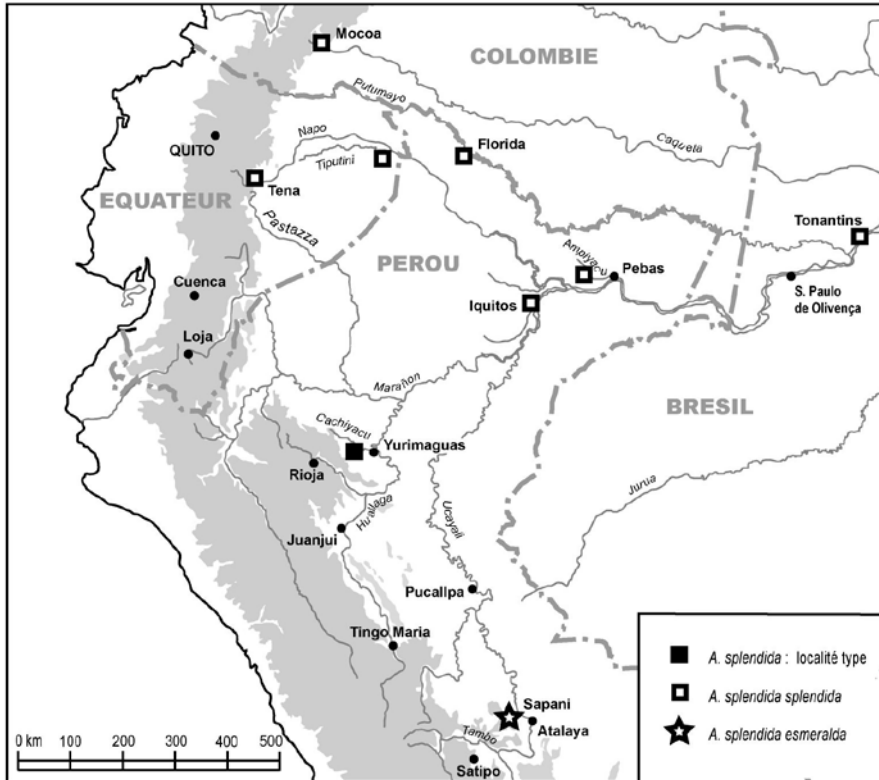 Mocoa
COLOMBIE
Putumayo
QUITO
Napo
Tiputini
Florida
Caqueta
Tena
EQUATEUR
Pastazza
Tonantins
PEROU
Ampiyacu
Pebas
S. Paulo
de Olivença
Cuenca
Iquitos
Loja
Marañon
BRESIL
Cachiyacu
Yurimaguas
Rioja
Jurua
Huallaga
Ucayali
Juanjui
Pucallpa
Tingo Maria
A. splendida : localité type
A. splendida splendida
A. splendida esmeralda
Sapani
Atalaya
Tambo
Satipo
0 km 100 200 300 400 500